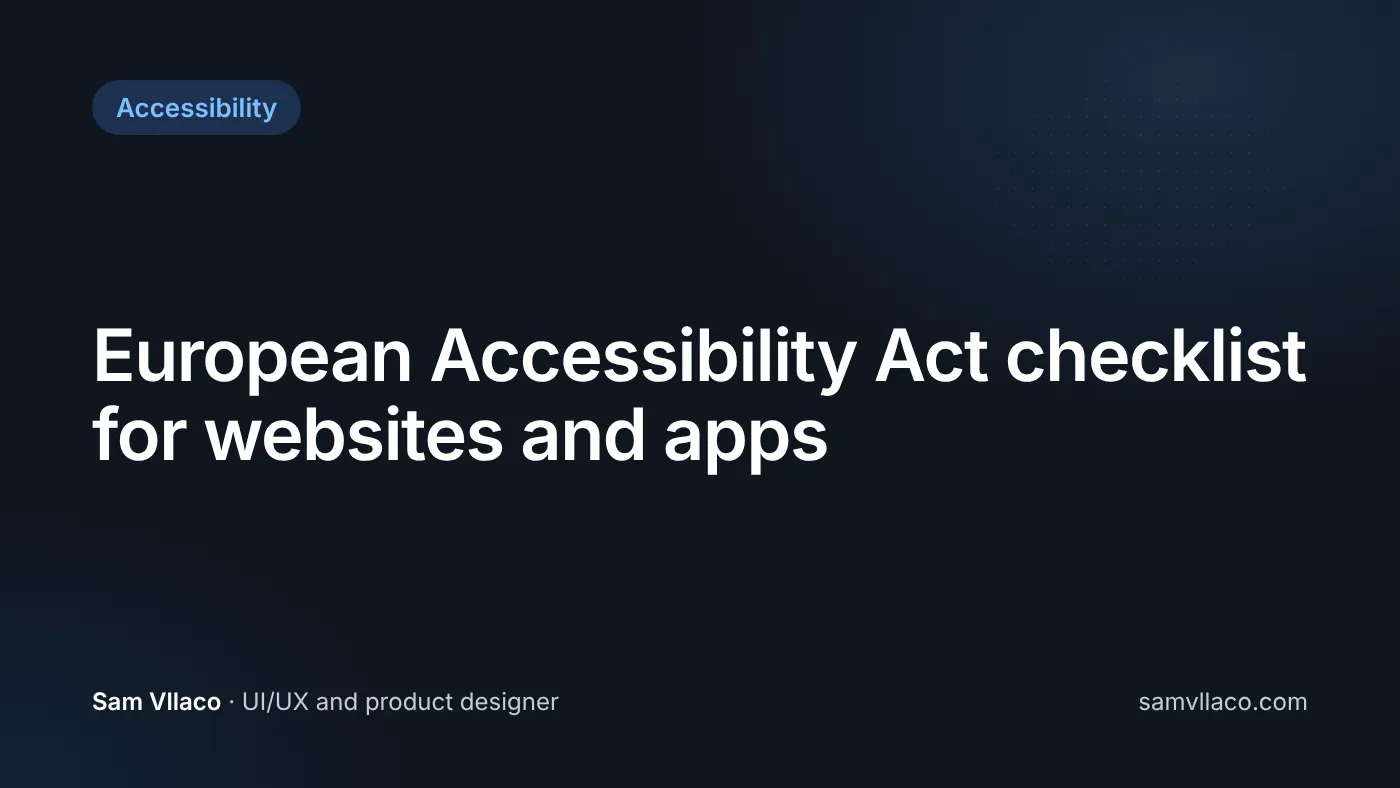 Accessibility
European Accessibility Act checklist
for websites and apps
Sam Vllaco · UI/UX and product designer
samvllaco.com